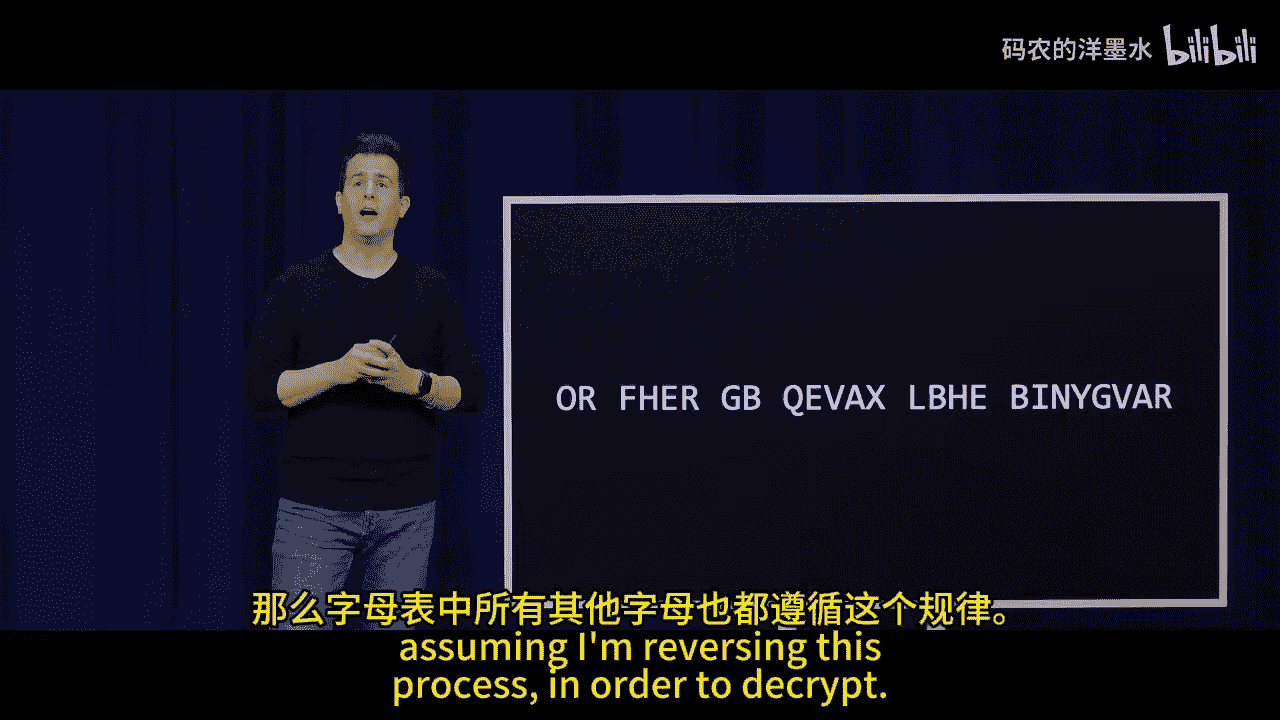 码农的洋墨水 bilibili
OR FHER GB QEVAX LBHE BINYGVAR
那么字母表中所有其他字母也都遵循这个规律。
assuming I'm reversing this
process, in order to decrypt.